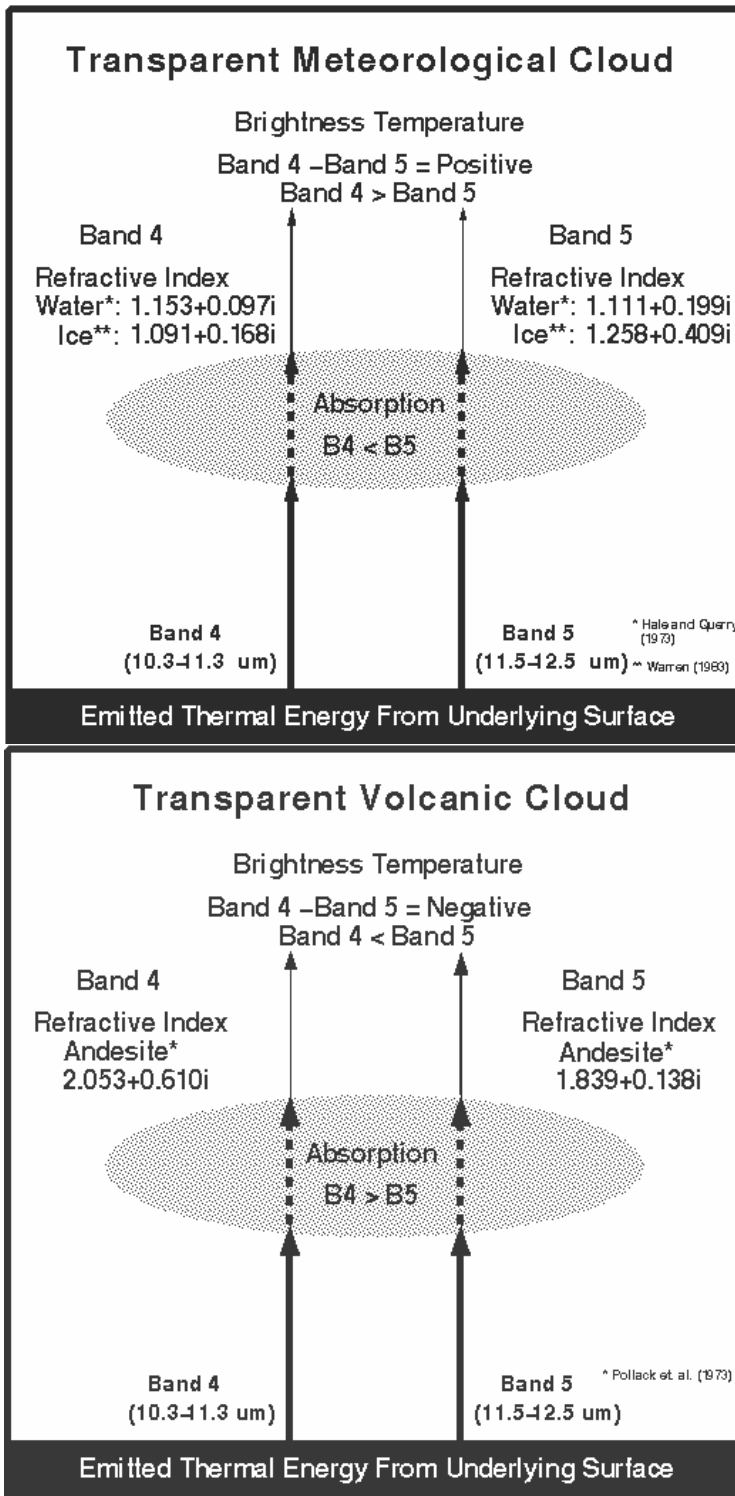 Transparent Meteorological Cloud
Brightness Temperature
Band 4 –Band 5 = Positive
Band 4 > Band 5
Band 4
Refractive Index
Water*: 1.153+0.097i
Ice**: 1.091+0.168i
Band 5
Refractive Index
Water*: 1.111+0.199i
Ice**: 1.258+0.409i
Absorption
B4 < B5
Band 4
(10.3–11.3 um)
Band 5
(11.5–12.5 um)
* Hale and Querry
(1973)
** Warren (1983)
Emitted Thermal Energy From Underlying Surface
Transparent Volcanic Cloud
Brightness Temperature
Band 4 –Band 5 = Negative
Band 4 < Band 5
Band 4
Refractive Index
Andesite*
2.053+0.610i
Band 5
Refractive Index
Andesite*
1.839+0.138i
Absorption
B4 > B5
Band 4
(10.3–11.3 um)
Band 5
(11.5–12.5 um)
* Pollack et. al. (1973)
Emitted Thermal Energy From Underlying Surface